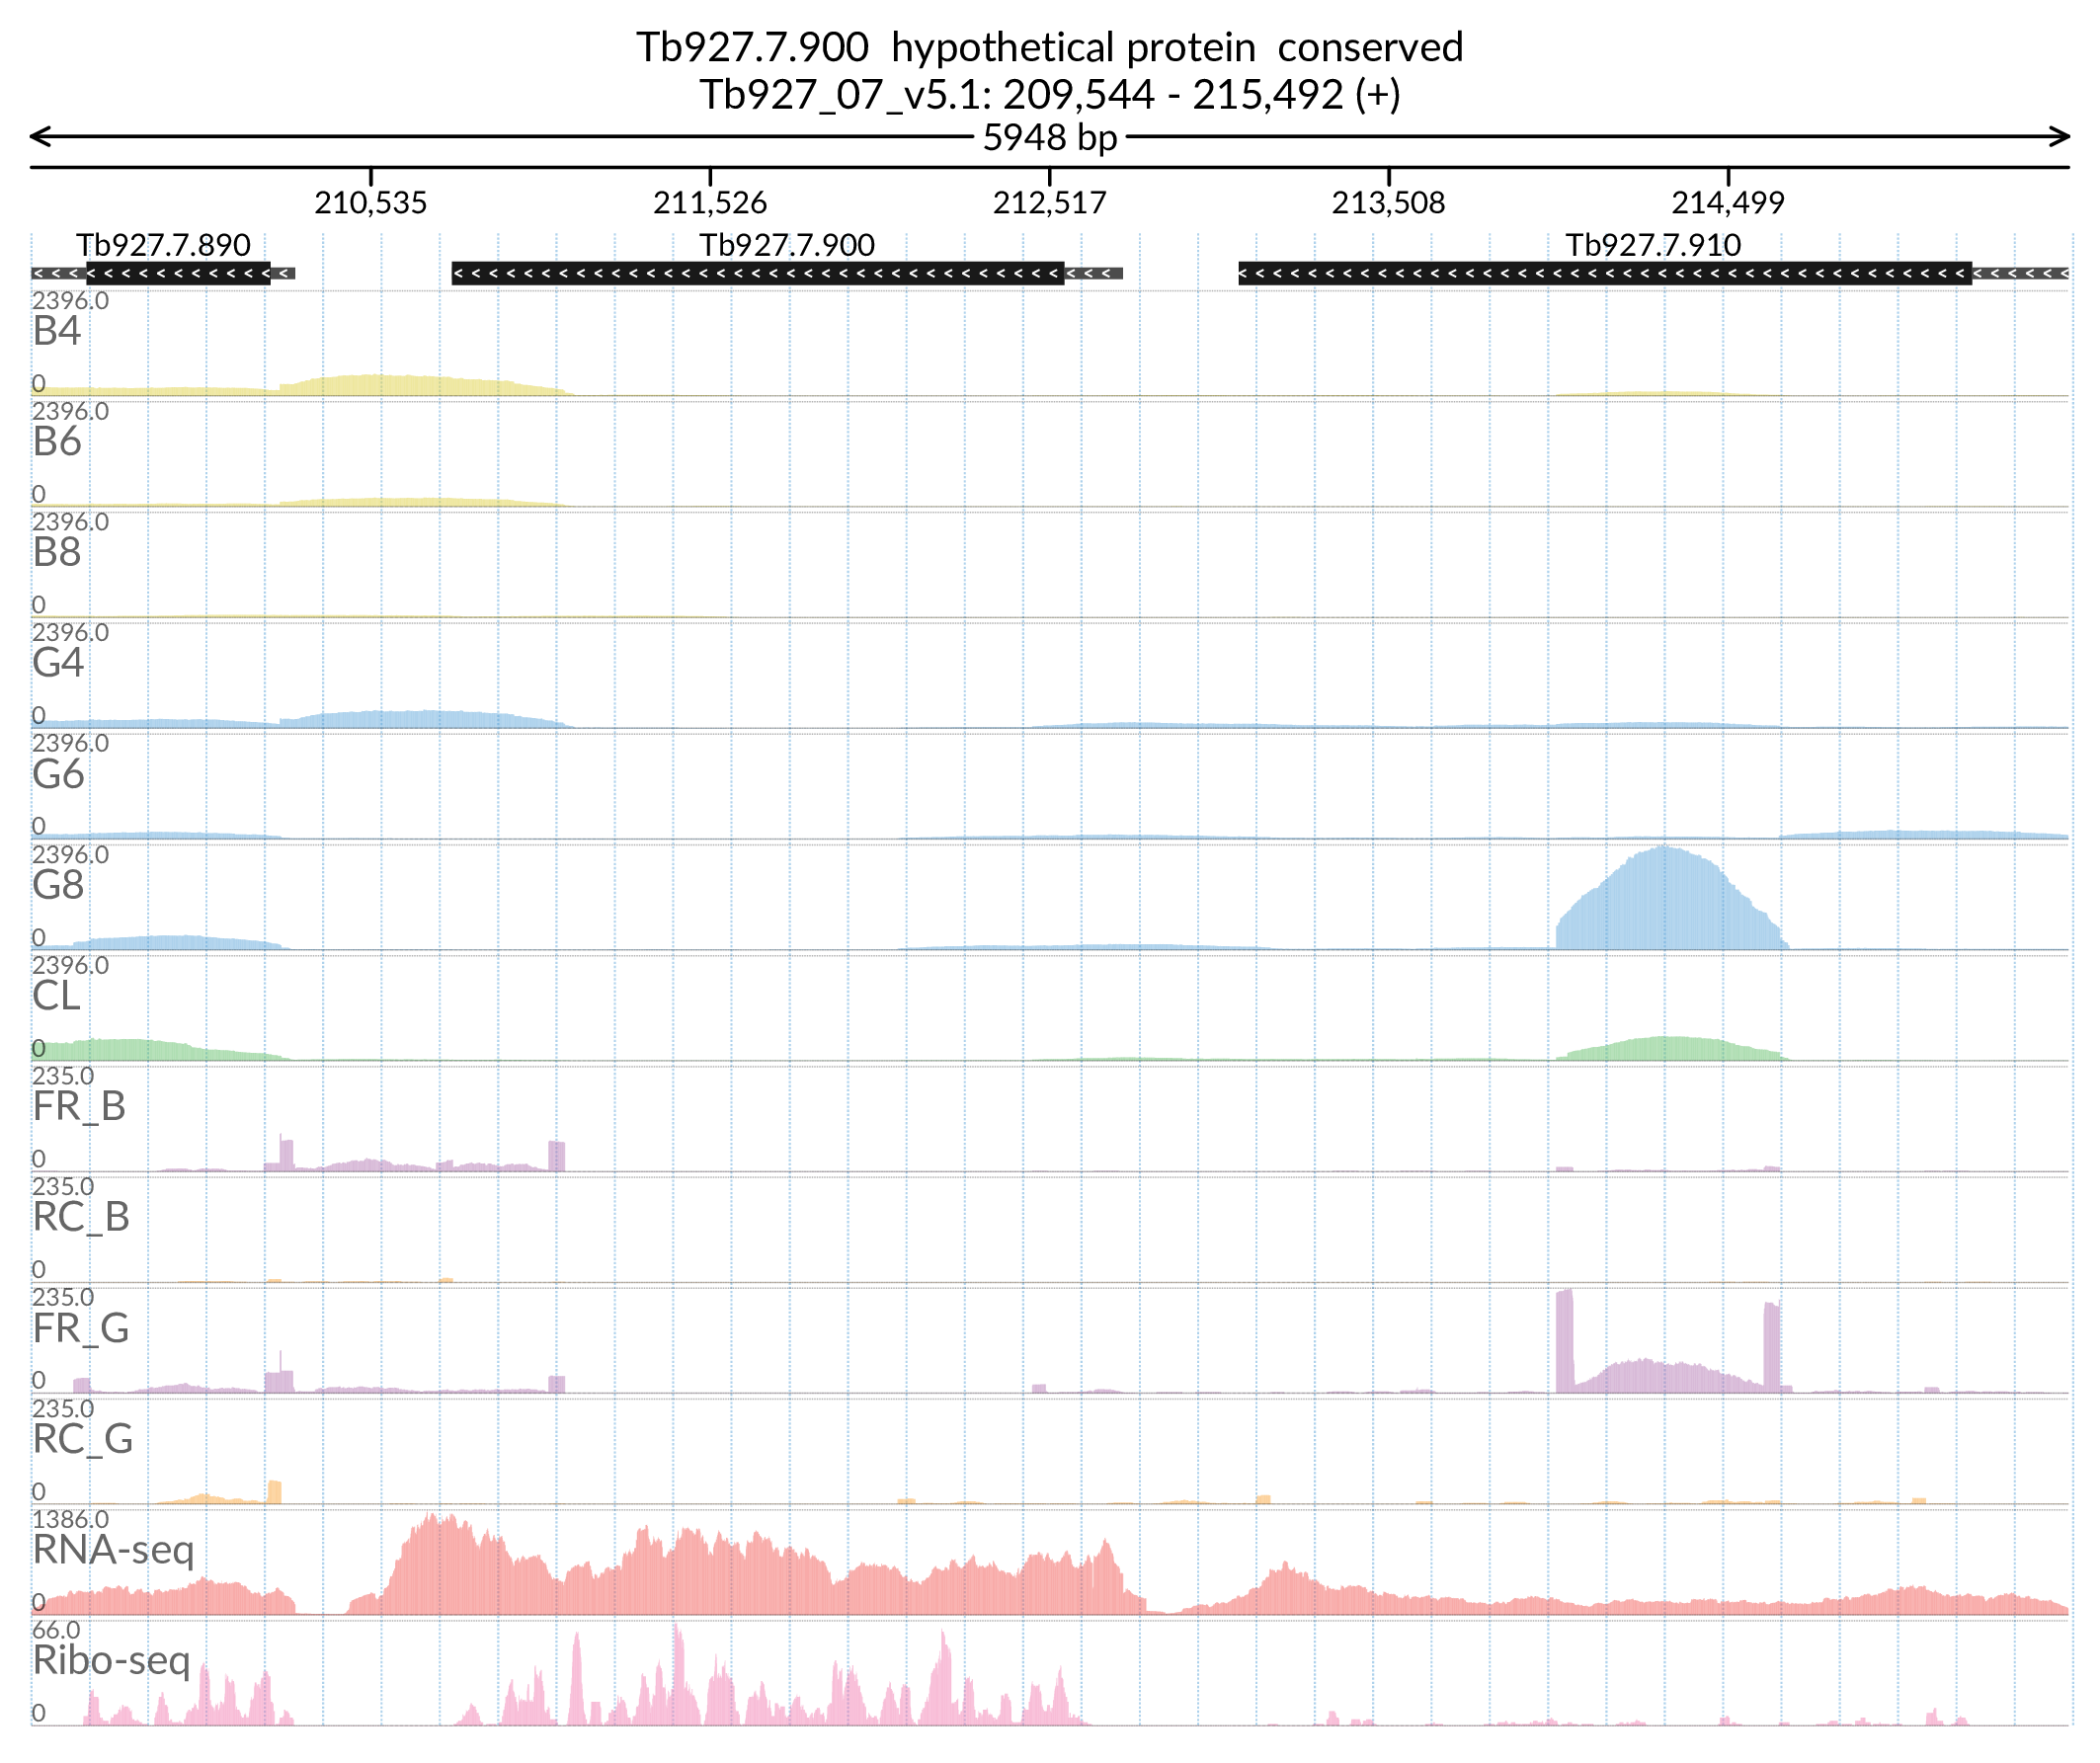 Tb927.7.900  hypothetical protein  conserved
Tb927_07_v5.1: 209,544 - 215,492 (+)
5948 bp
210,535 211,526 212,517 213,508 214,499
Tb927.7.890 Tb927.7.900 Tb927.7.910
2396.0
B4
0
2396.0
B6
0
2396.0
B8
0
2396.0
G4
0
2396.0
G6
0
2396.0
G8
0
2396.0
CL
0
235.0
FR_B
0
235.0
RC_B
0
235.0
FR_G
0
235.0
RC_G
0
1386.0
RNA-seq
0
66.0
Ribo-seq
0